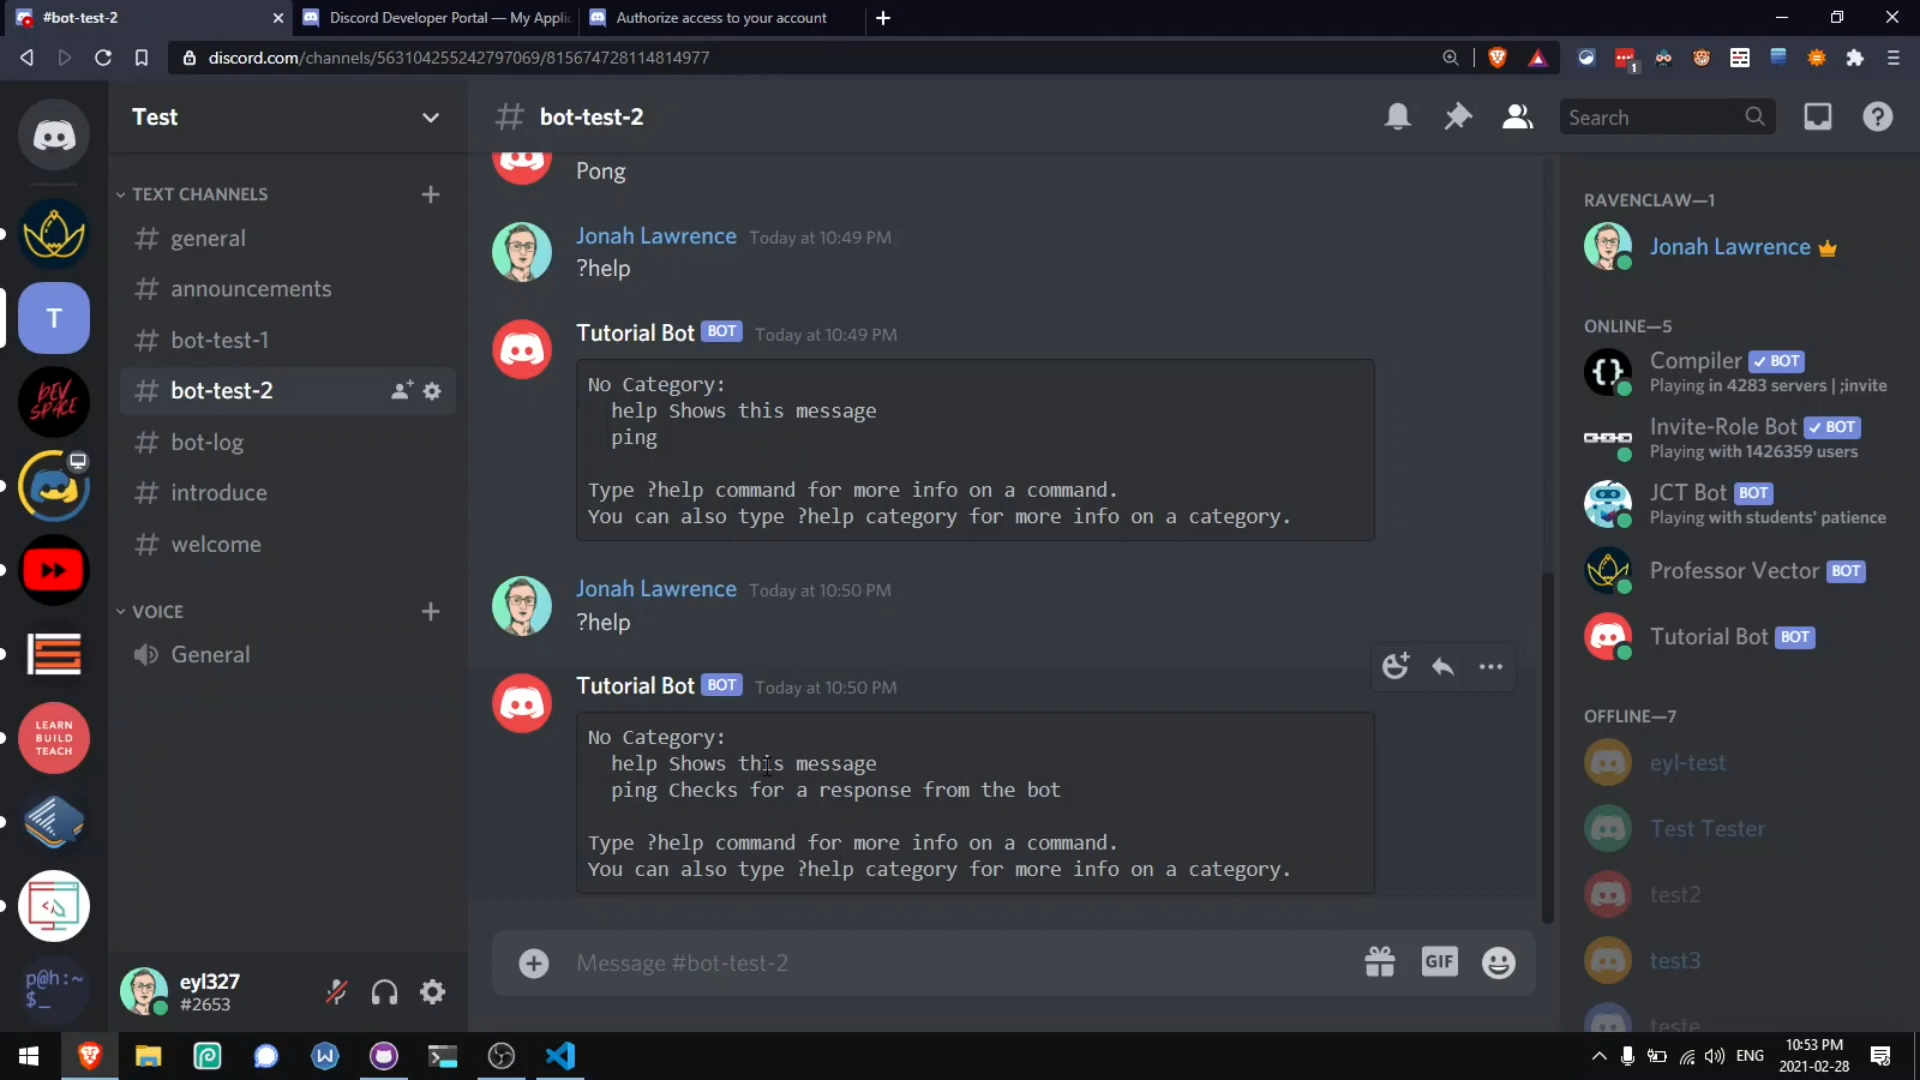 #bot-test-2
Discord Developer Portal — My Applic
Authorize access to your account
discord.com/channels/563104255242797069/815674728114814977
1
Test
bot-test-2
Search
TEXT CHANNELS
general
announcements
bot-test-1
bot-test-2
bot-log
introduce
welcome
VOICE
General
T
DEV
SPACE
LEARN
BUILD
TEACH
p@h:~
$_
eyl327
#2653
Pong
Jonah Lawrence Today at 10:49 PM
?help
Tutorial Bot BOT Today at 10:49 PM
No Category:
help Shows this message
ping
Type ?help command for more info on a command.
You can also type ?help category for more info on a category.
Jonah Lawrence Today at 10:50 PM
?help
Tutorial Bot BOT Today at 10:50 PM
No Category:
help Shows this message
ping Checks for a response from the bot
Type ?help command for more info on a command.
You can also type ?help category for more info on a category.
Message #bot-test-2
GIF
RAVENCLAW—1
Jonah Lawrence
ONLINE—5
Compiler ✓ BOT
Playing in 4283 servers | ;invite
Invite-Role Bot ✓ BOT
Playing with 1426359 users
JCT Bot BOT
Playing with students' patience
Professor Vector BOT
Tutorial Bot BOT
OFFLINE—7
eyl-test
Test Tester
test2
test3
teste
ENG
10:53 PM
2021-02-28